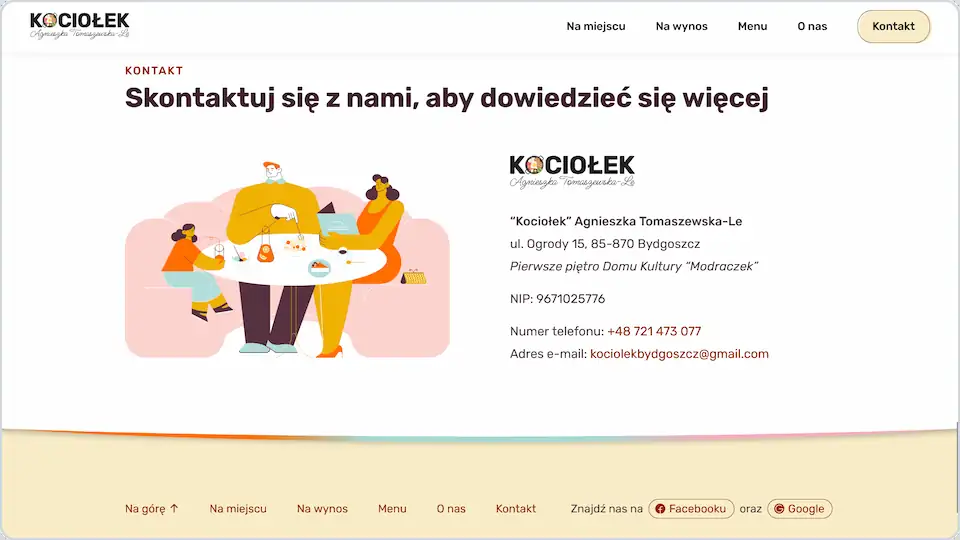 KOCIOŁEK
Agnieszka Tomaszewska-Le
Na miejscu
Na wynos
Menu
O nas
Kontakt
KONTAKT
Skontaktuj się z nami, aby dowiedzieć się więcej
KOCIOŁEK
Agnieszka Tomaszewska-Le
“Kociołek” Agnieszka Tomaszewska-Le
ul. Ogrody 15, 85-870 Bydgoszcz
Pierwsze piętro Domu Kultury “Modraczek”
NIP: 9671025776
Numer telefonu: +48 721 473 077
Adres e-mail: kociolekbydgoszcz@gmail.com
Na górę ↑
Na miejscu
Na wynos
Menu
O nas
Kontakt
Znajdź nas na Facebooku oraz Google